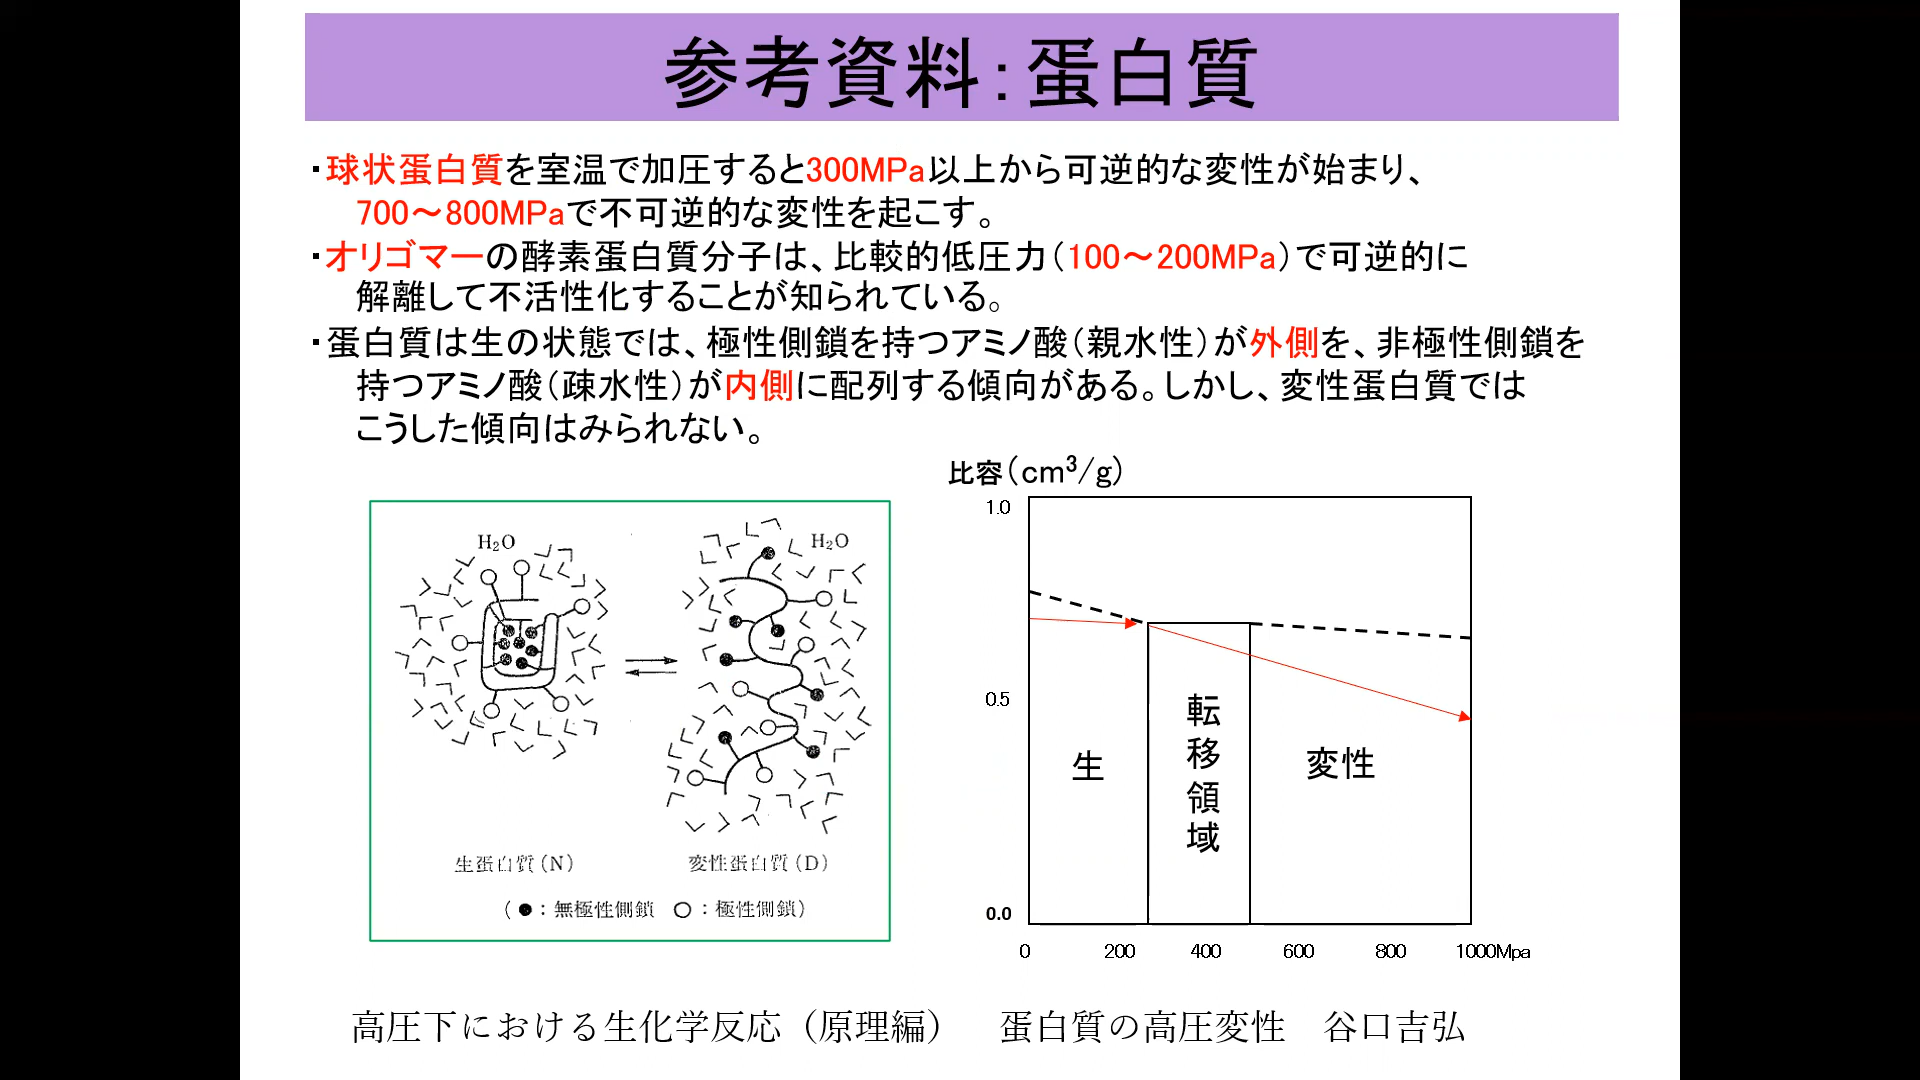 参考資料：蛋白質
・球状蛋白質を室温で加圧すると300MPa以上から可逆的な変性が始まり、
700～800MPaで不可逆的な変性を起こす。
・オリゴマーの酵素蛋白質分子は、比較的低圧力（100～200MPa）で可逆的に
解離して不活性化することが知られている。
・蛋白質は生の状態では、極性側鎖を持つアミノ酸（親水性）が外側を、非極性側鎖を
持つアミノ酸（疎水性）が内側に配列する傾向がある。しかし、変性蛋白質では
こうした傾向はみられない。
H₂O
H₂O
生蛋白質（N）
変性蛋白質（D）
（●：無極性側鎖 ○：極性側鎖）
比容（cm³/g）
1.0
0.5
0.0
生
転移領域
変性
0 200 400 600 800 1000Mpa
高圧下における生化学反応（原理編） 蛋白質の高圧変性 谷口吉弘